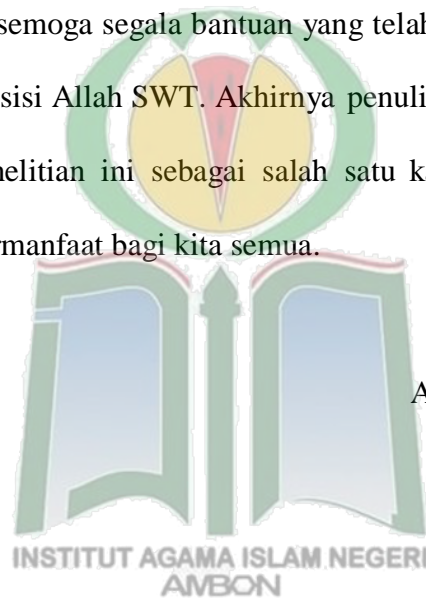 semoga segala bantuan yang telah
sisi Allah SWT. Akhirnya penuli
nelitian ini sebagai salah satu k
rmanfaat bagi kita semua.
A
INSTITUT AGAMA ISLAM NEGERI
AMBON